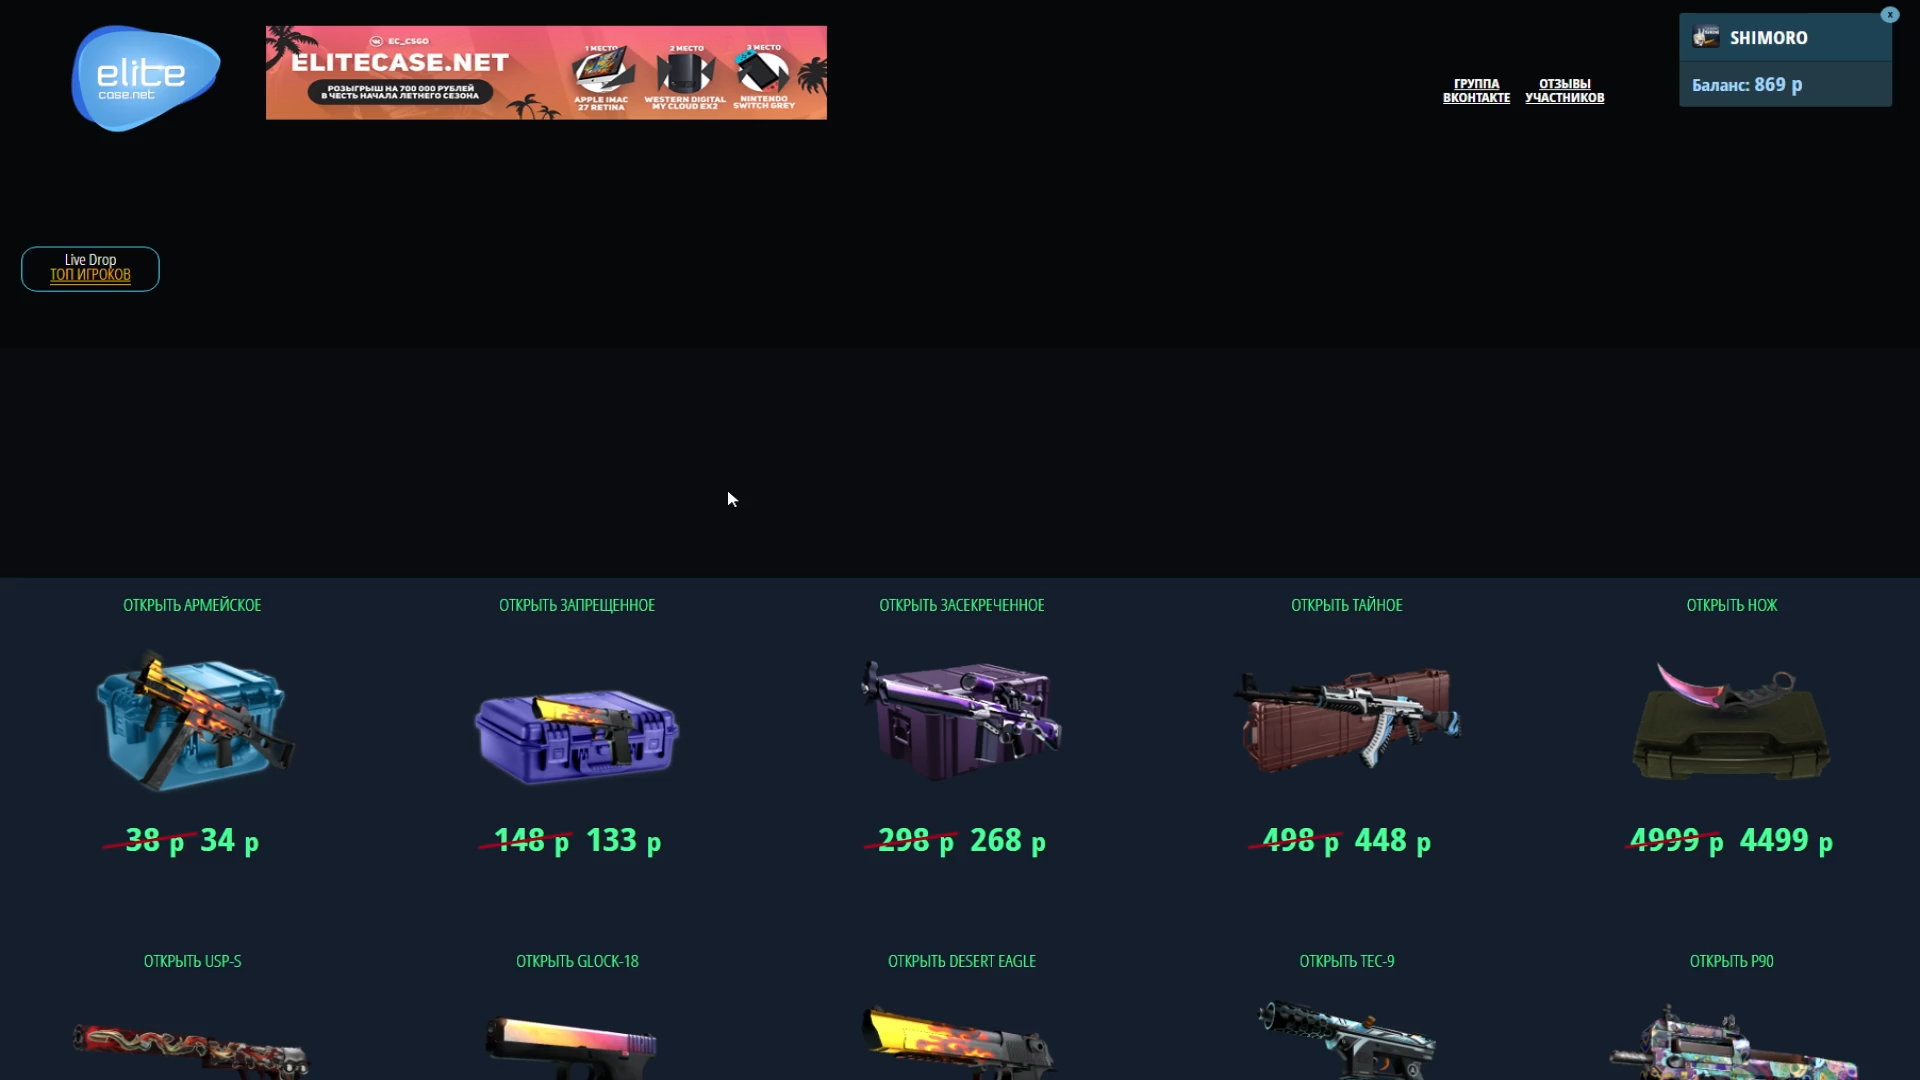 elite
case.net
EC_CSGO
ELITECASE.NET
РОЗЫГРЫШ НА 700 000 РУБЛЕЙ
В ЧЕСТЬ НАЧАЛА ЛЕТНЕГО СЕЗОНА
1 МЕСТО
APPLE IMAC
27 RETINA
2 МЕСТО
WESTERN DIGITAL
MY CLOUD EX2
3 МЕСТО
NINTENDO
SWITCH GREY
ГРУППА
ВКОНТАКТЕ
ОТЗЫВЫ
УЧАСТНИКОВ
x
SHIMORO
Баланс: 869 р
Live Drop
ТОП ИГРОКОВ
ОТКРЫТЬ АРМЕЙСКОЕ
ОТКРЫТЬ ЗАПРЕЩЕННОЕ
ОТКРЫТЬ ЗАСЕКРЕЧЕННОЕ
ОТКРЫТЬ ТАЙНОЕ
ОТКРЫТЬ НОЖ
38 р 34 р
148 р 133 р
298 р 268 р
498 р 448 р
4999 р 4499 р
ОТКРЫТЬ USP-S
ОТКРЫТЬ GLOCK-18
ОТКРЫТЬ DESERT EAGLE
ОТКРЫТЬ TEC-9
ОТКРЫТЬ P90